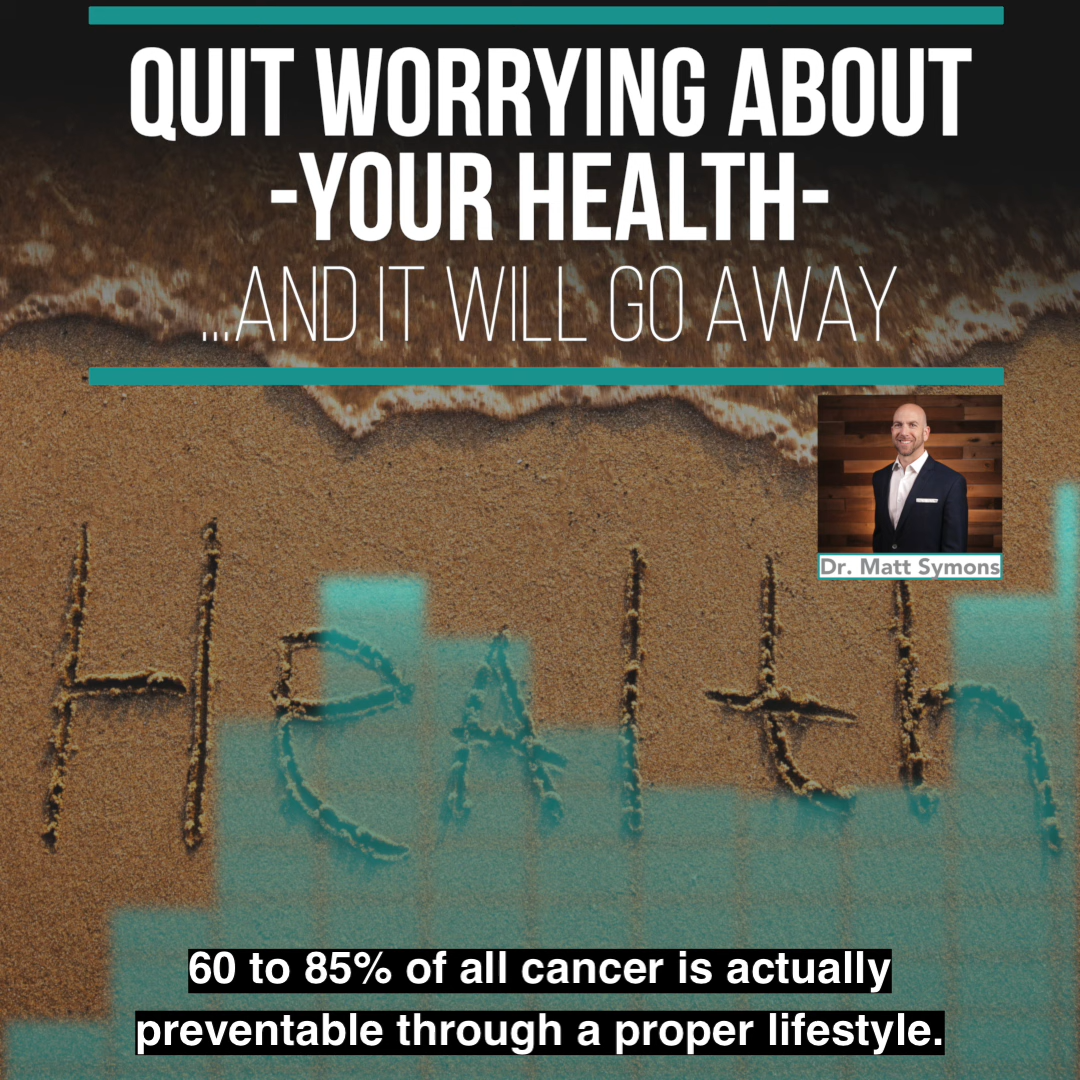 QUIT WORRYING ABOUT
-YOUR HEALTH-
...AND IT WILL GO AWAY
Dr. Matt Symons
HeAlth
60 to 85% of all cancer is actually
preventable through a proper lifestyle.